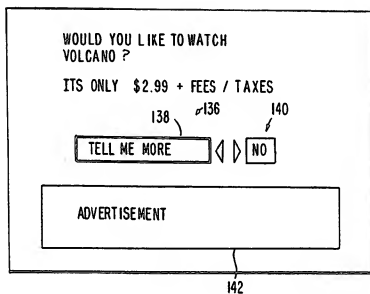 WOULD YOU LIKE TO WATCH
VOLCANO ?
ITS ONLY $2.99 + FEES / TAXES
138
136
140
TELL ME MORE
NO
ADVERTISEMENT
142